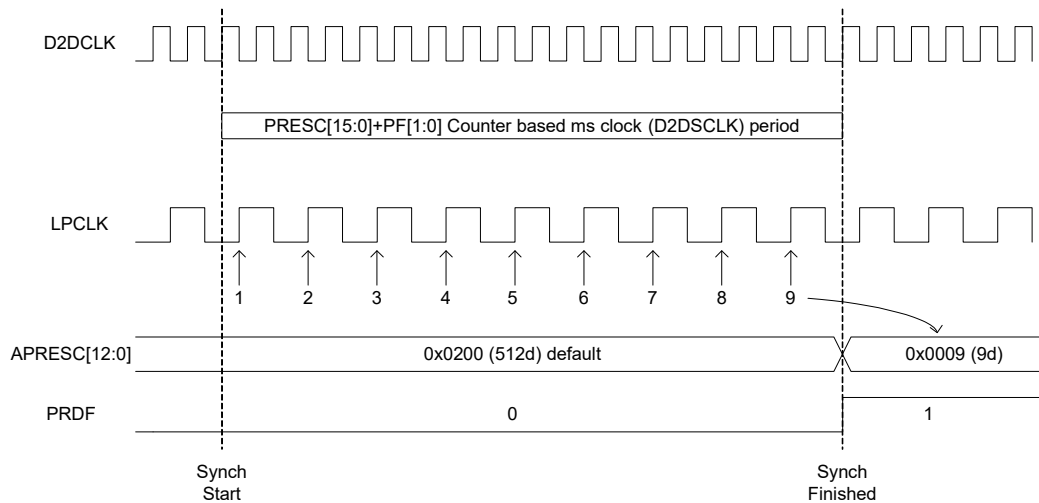 D2DCLK
PRESC[15:0]+PF[1:0] Counter based ms clock (D2DSCLK) period
LPCLK
1 2 3 4 5 6 7 8 9
APRESC[12:0] 0x0200 (512d) default 0x0009 (9d)
PRDF 0 1
Synch Start
Synch Finished